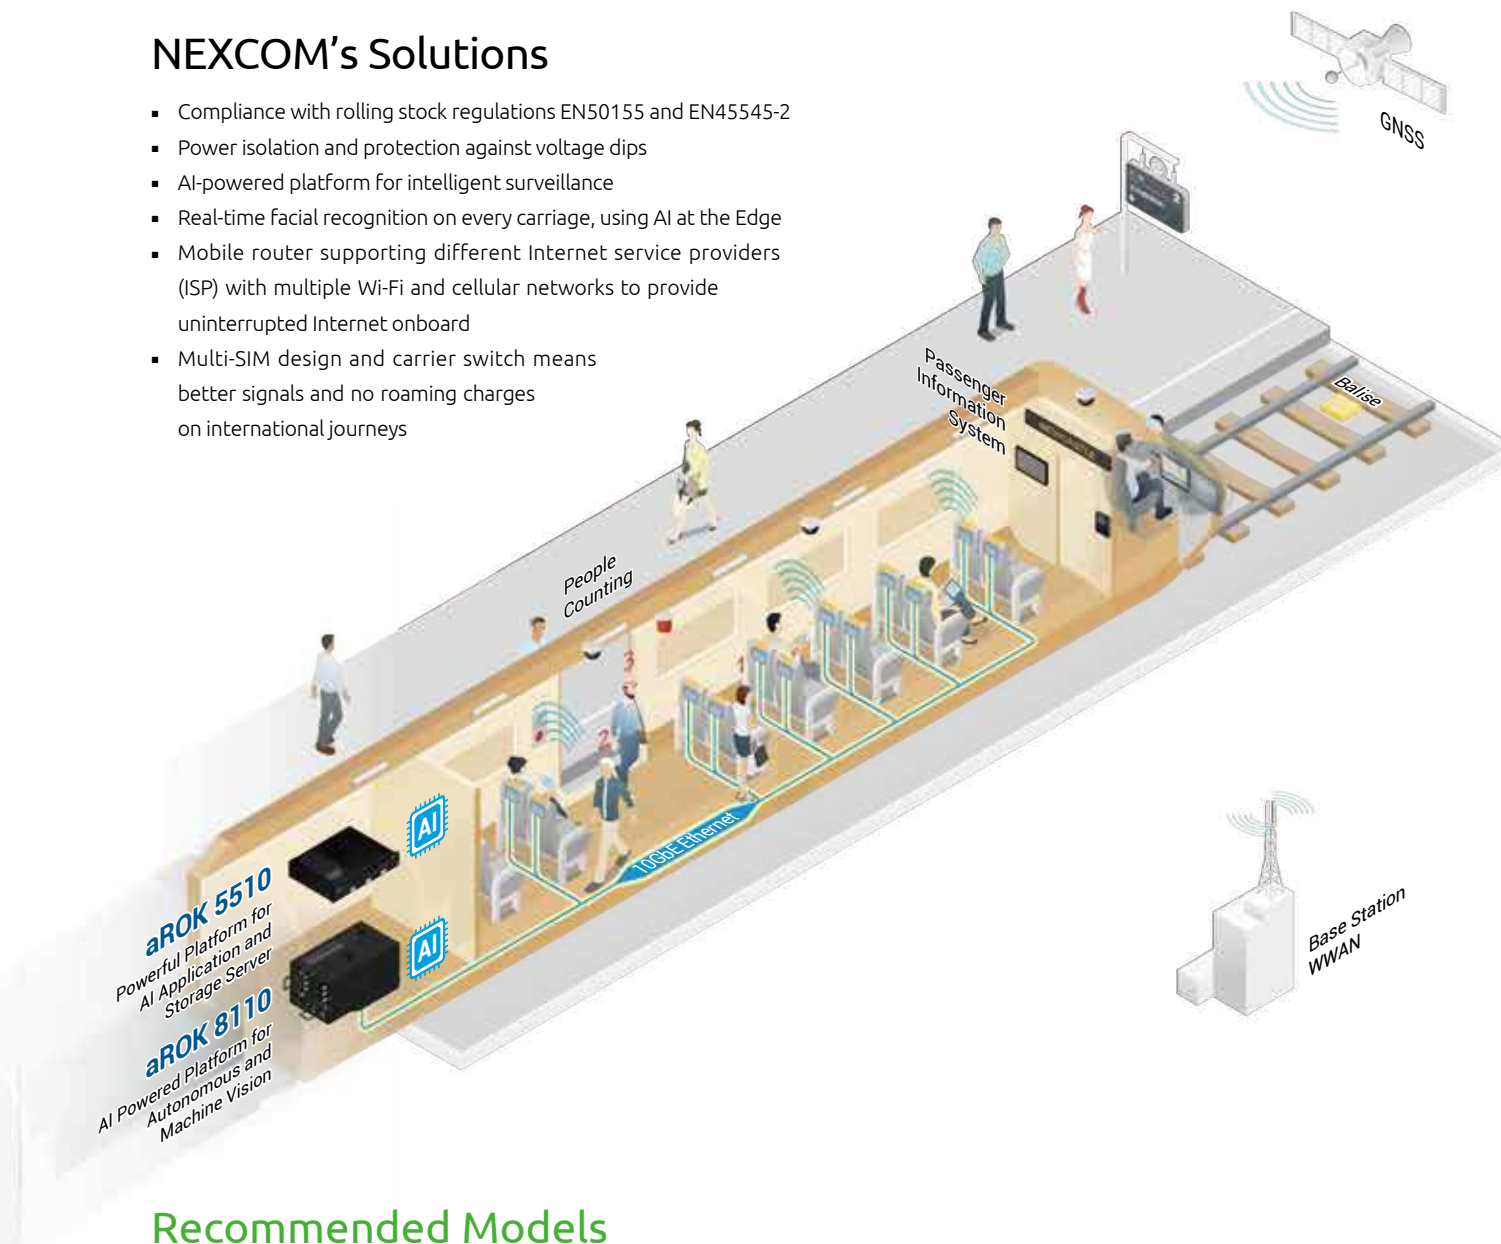 NEXCOM's Solutions
▪ Compliance with rolling stock regulations EN50155 and EN45545-2
▪ Power isolation and protection against voltage dips
▪ AI-powered platform for intelligent surveillance
▪ Real-time facial recognition on every carriage, using AI at the Edge
▪ Mobile router supporting different Internet service providers
(ISP) with multiple Wi-Fi and cellular networks to provide
uninterrupted Internet onboard
▪ Multi-SIM design and carrier switch means
better signals and no roaming charges
on international journeys
GNSS
Passenger
Information
System
Balise
People
Counting
3
1
2
10GbE Ethernet
AI
AI
aROK 5510
Powerful Platform for
AI Application and
Storage Server
aROK 8110
AI Powered Platform for
Autonomous and
Machine Vision
Base Station
WWAN
Recommended Models